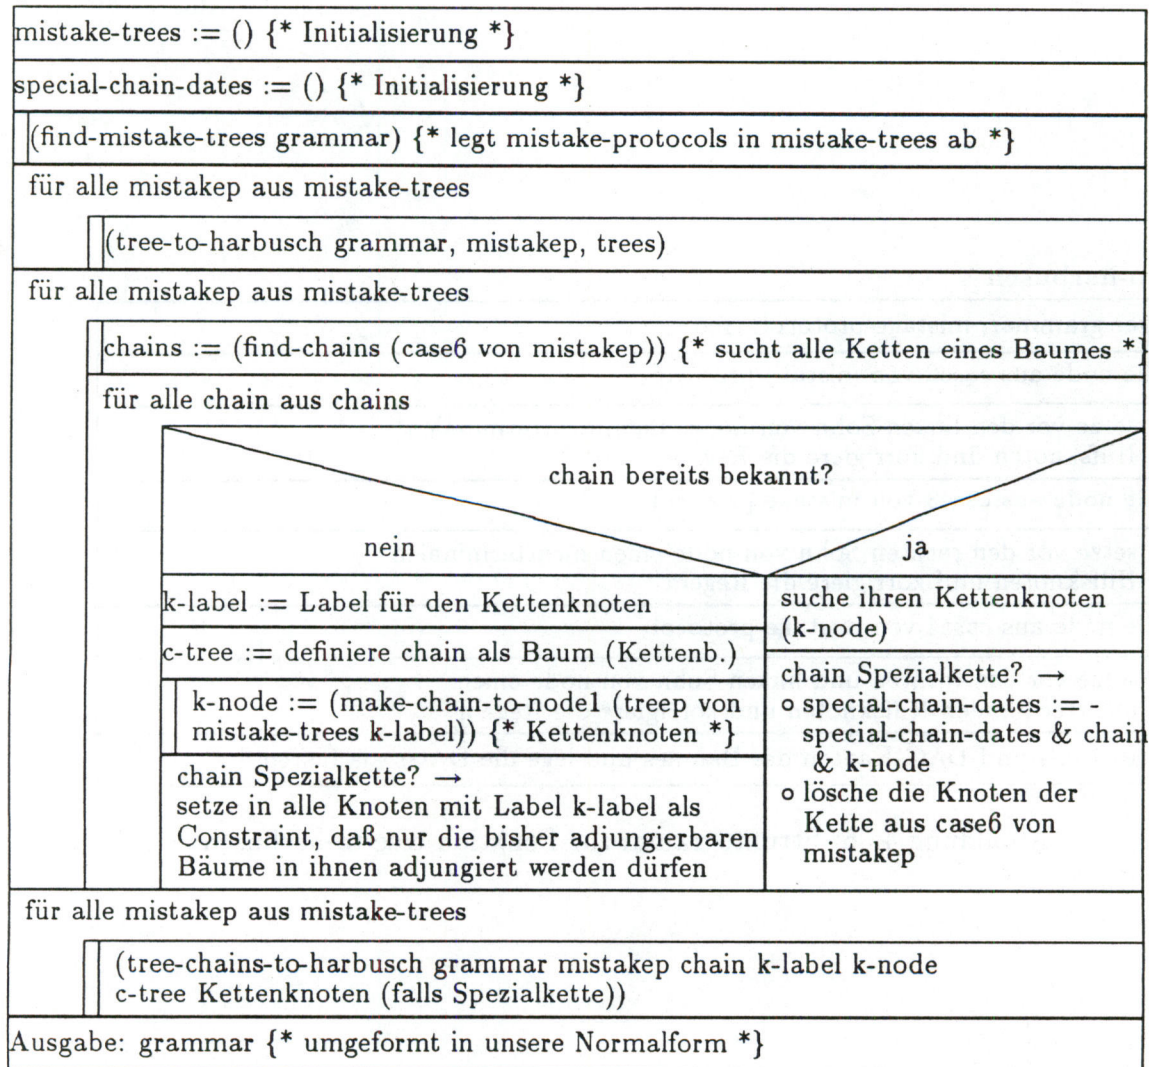 mistake-trees := () {* Initialisierung *}
special-chain-dates := () {* Initialisierung *}
(find-mistake-trees grammar) {* legt mistake-protocols in mistake-trees ab *}
für alle mistakep aus mistake-trees
(tree-to-harbusch grammar, mistakep, trees)
für alle mistakep aus mistake-trees
chains := (find-chains (case6 von mistakep)) {* sucht alle Ketten eines Baumes *}
für alle chain aus chains
chain bereits bekannt?
nein
ja
k-label := Label für den Kettenknoten
c-tree := definiere chain als Baum (Kettenb.)
k-node := (make-chain-to-node1 (treep von
mistake-trees k-label)) {* Kettenknoten *}
chain Spezialkette? →
setze in alle Knoten mit Label k-label als
Constraint, daß nur die bisher adjungierbaren
Bäume in ihnen adjungiert werden dürfen
suche ihren Kettenknoten
(k-node)
chain Spezialkette? →
o special-chain-dates := -
special-chain-dates & chain
& k-node
o lösche die Knoten der
Kette aus case6 von
mistakep
für alle mistakep aus mistake-trees
(tree-chains-to-harbusch grammar mistakep chain k-label k-node
c-tree Kettenknoten (falls Spezialkette))
Ausgabe: grammar {* umgeformt in unsere Normalform *}